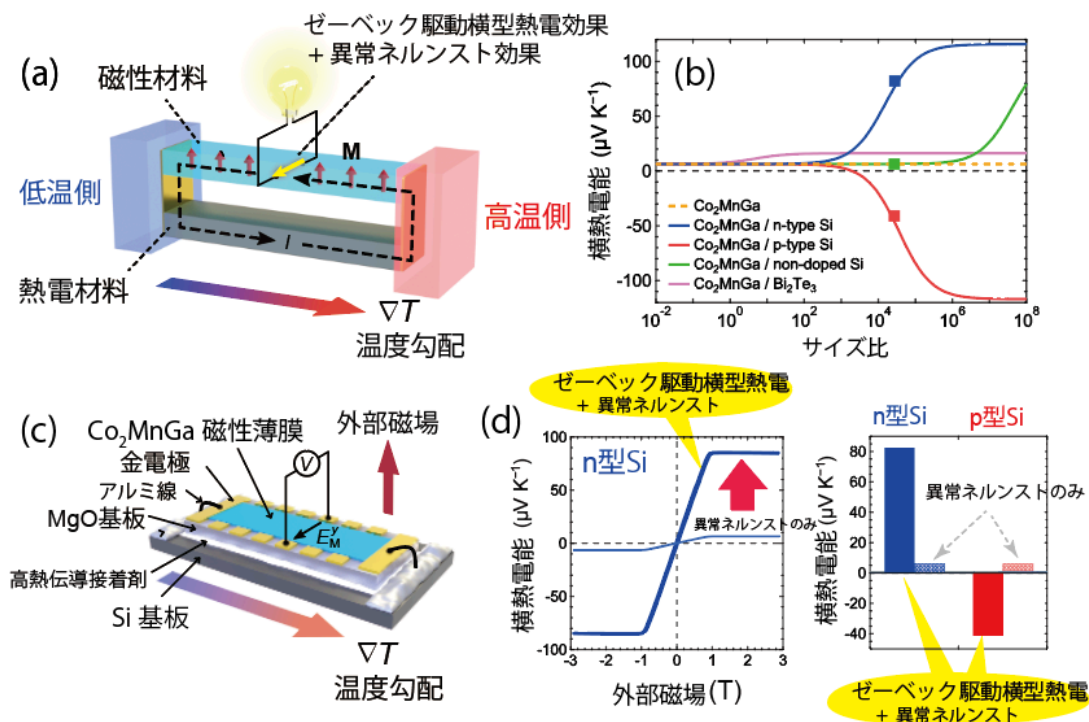 (a)
ゼーベック駆動横型熱電効果
+ 異常ネルンスト効果
磁性材料
M
低温側
高温側
I
熱電材料
∇T
温度勾配
(b)
横熱電能 (μV K⁻¹)
100
50
0
-50
-100
Co₂MnGa
Co₂MnGa / n-type Si
Co₂MnGa / p-type Si
Co₂MnGa / non-doped Si
Co₂MnGa / Bi₂Te₃
10⁻² 10⁰ 10² 10⁴ 10⁶ 10⁸
サイズ比
(c)
外部磁場
Co₂MnGa 磁性薄膜
金電極
アルミ線
MgO基板
V
E_M^y
高熱伝導接着剤
Si 基板
∇T
温度勾配
ゼーベック駆動横型熱電
+ 異常ネルンスト
(d)
n型Si
横熱電能 (μV K⁻¹)
100
50
0
-50
-100
異常ネルンストのみ
-3 -2 -1 0 1 2 3
外部磁場(T)
n型Si
p型Si
異常ネルンストのみ
横熱電能 (μV K⁻¹)
80
60
40
20
0
-20
-40
ゼーベック駆動横型熱電
+ 異常ネルンスト